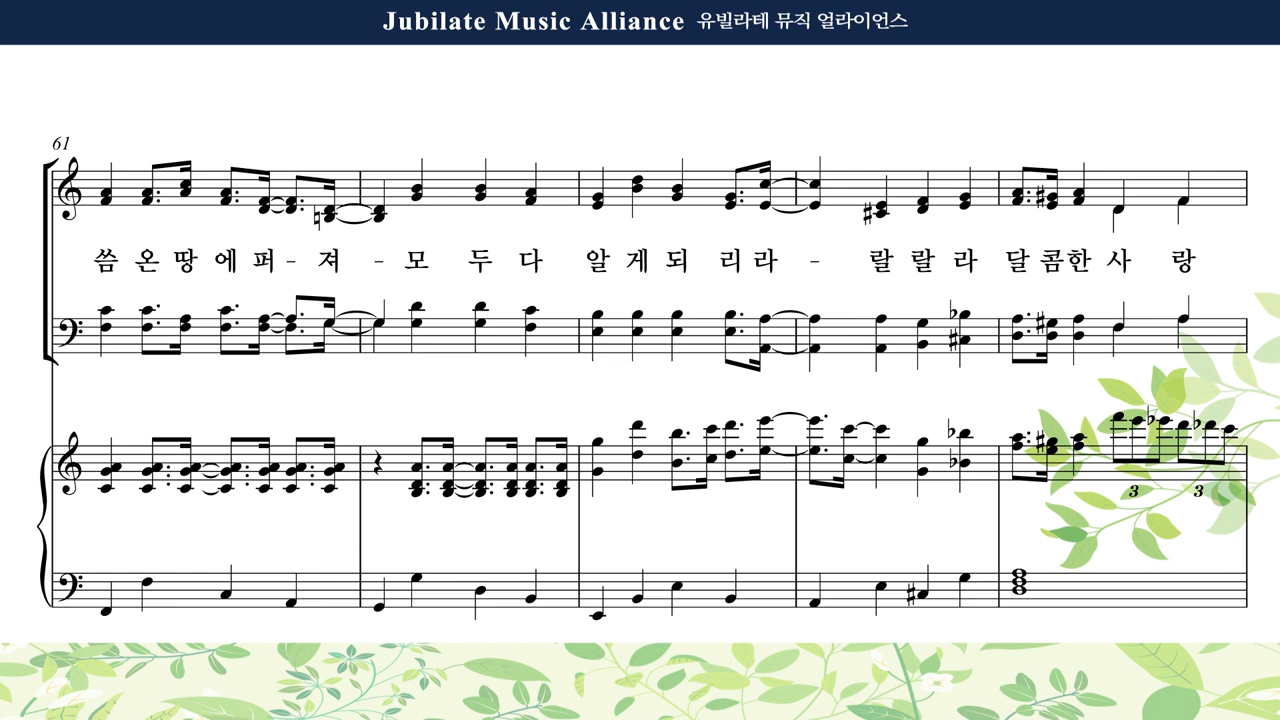 Jubilate Music Alliance 유빌라테 뮤직 얼라이언스
61
씀 온 땅 에 퍼 - 져 - 모 두 다 알 게 되 리 라 - 랄 랄 라 달 콤 한 사 랑
3 3